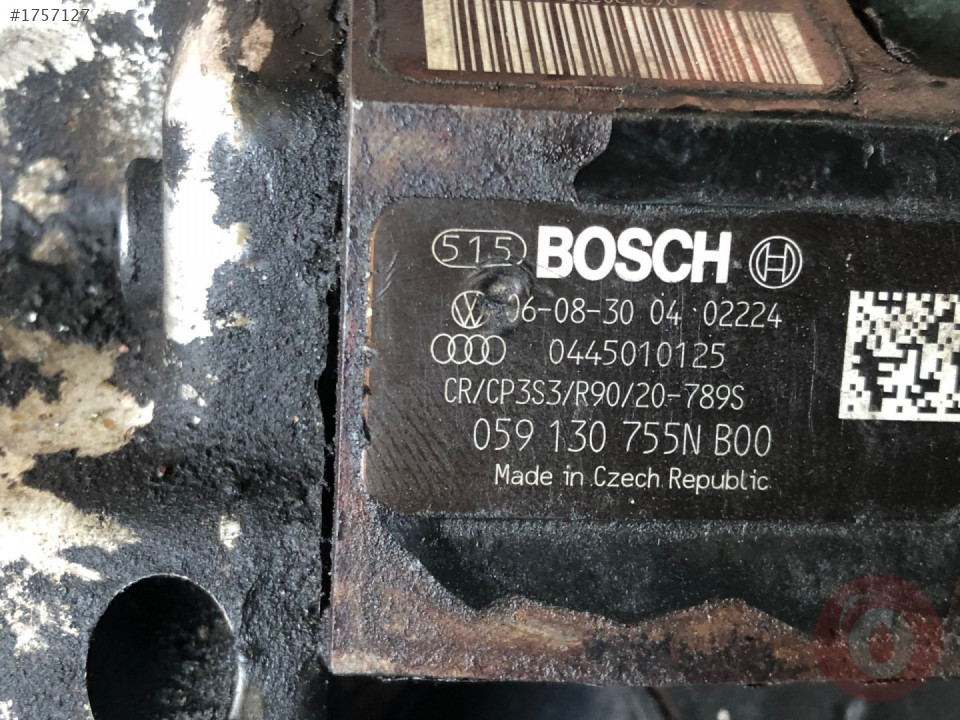 #1757127
515 BOSCH
06-08-30 04 02224
0445010125
CR/CP3S3/R90/20-789S
059 130 755N B00
Made in Czech Republic